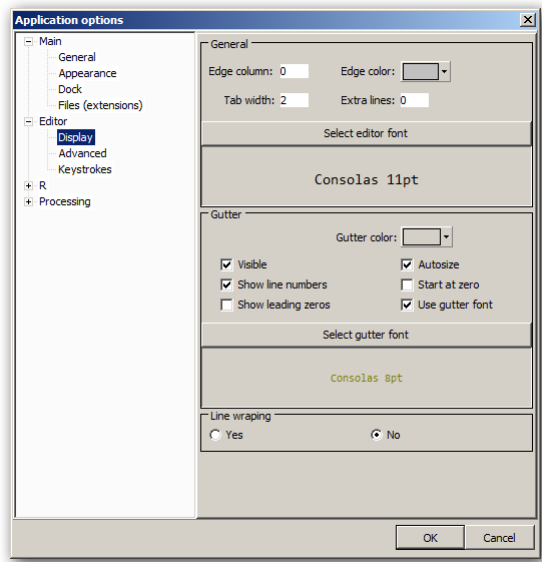 Application options
Main
General
Appearance
Dock
Files (extensions)
Editor
Display
Advanced
Keystrokes
R
Processing
General
Edge column: 0 Edge color:
Tab width: 2 Extra lines: 0
Select editor font
Consolas 11pt
Gutter
Gutter color:
Visible Autosize
Show line numbers Start at zero
Show leading zeros Use gutter font
Select gutter font
Consolas 8pt
Line wraping
Yes No
OK Cancel